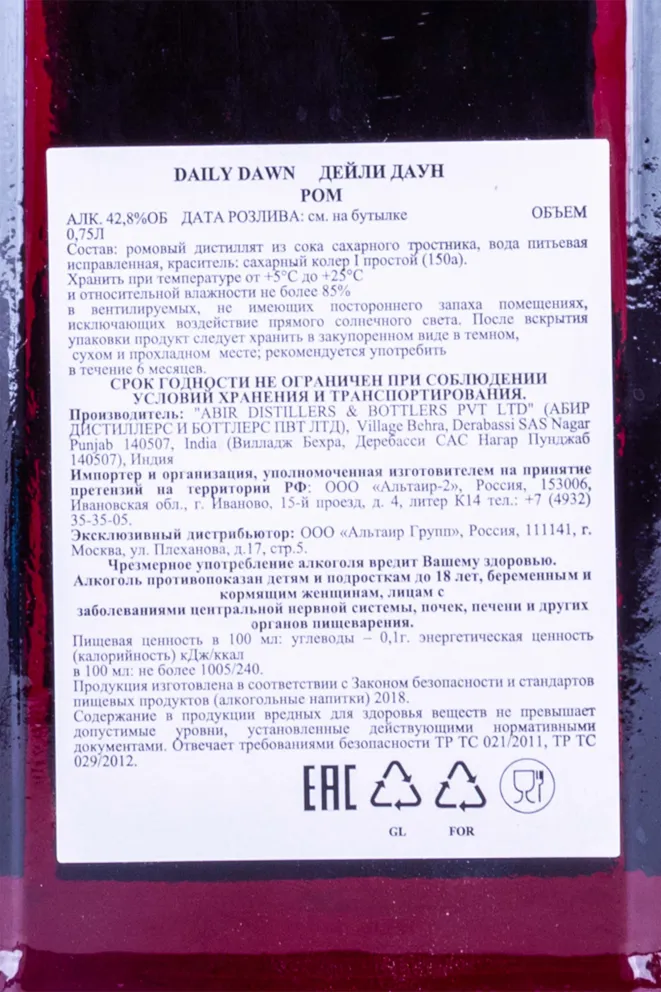 DAILY DAWN ДЕЙЛИ ДАУН
РОМ
АЛК. 42,8%ОБ ДАТА РОЗЛИВА: см. на бутылке ОБЪЕМ
0,75Л
Состав: ромовый дистиллят из сока сахарного тростника, вода питьевая
исправленная, краситель: сахарный колер I простой (150а).
Хранить при температуре от +5°С до +25°С
и относительной влажности не более 85%
в вентилируемых, не имеющих постороннего запаха помещениях,
исключающих воздействие прямого солнечного света. После вскрытия
упаковки продукт следует хранить в закупоренном виде в темном,
сухом и прохладном месте; рекомендуется употребить
в течение 6 месяцев.
СРОК ГОДНОСТИ НЕ ОГРАНИЧЕН ПРИ СОБЛЮДЕНИИ
УСЛОВИЙ ХРАНЕНИЯ И ТРАНСПОРТИРОВАНИЯ.
Производитель: "ABIR DISTILLERS & BOTTLERS PVT LTD" (АБИР
ДИСТИЛЛЕРС И БОТТЛЕРС ПВТ ЛТД), Village Behra, Derabassi SAS Nagar
Punjab 140507, India (Вилладж Бехра, Деребасси САС Нагар Пунджаб
140507), Индия
Импортер и организация, уполномоченная изготовителем на принятие
претензий на территории РФ: ООО «Альтаир-2», Россия, 153006,
Ивановская обл., г. Иваново, 15-й проезд, д. 4, литер К14 тел.: +7 (4932)
35-35-05.
Эксклюзивный дистрибьютор: ООО «Альтаир Групп», Россия, 111141, г.
Москва, ул. Плеханова, д.17, стр.5.
Чрезмерное употребление алкоголя вредит Вашему здоровью.
Алкоголь противопоказан детям и подросткам до 18 лет, беременным и
кормящим женщинам, лицам с
заболеваниями центральной нервной системы, почек, печени и других
органов пищеварения.
Пищевая ценность в 100 мл: углеводы – 0,1г. энергетическая ценность
(калорийность) кДж/ккал
в 100 мл: не более 1005/240.
Продукция изготовлена в соответствии с Законом безопасности и стандартов
пищевых продуктов (алкогольные напитки) 2018.
Содержание в продукции вредных для здоровья веществ не превышает
допустимые уровни, установленные действующими нормативными
документами. Отвечает требованиями безопасности ТР ТС 021/2011, ТР ТС
029/2012.
EAC
GL FOR